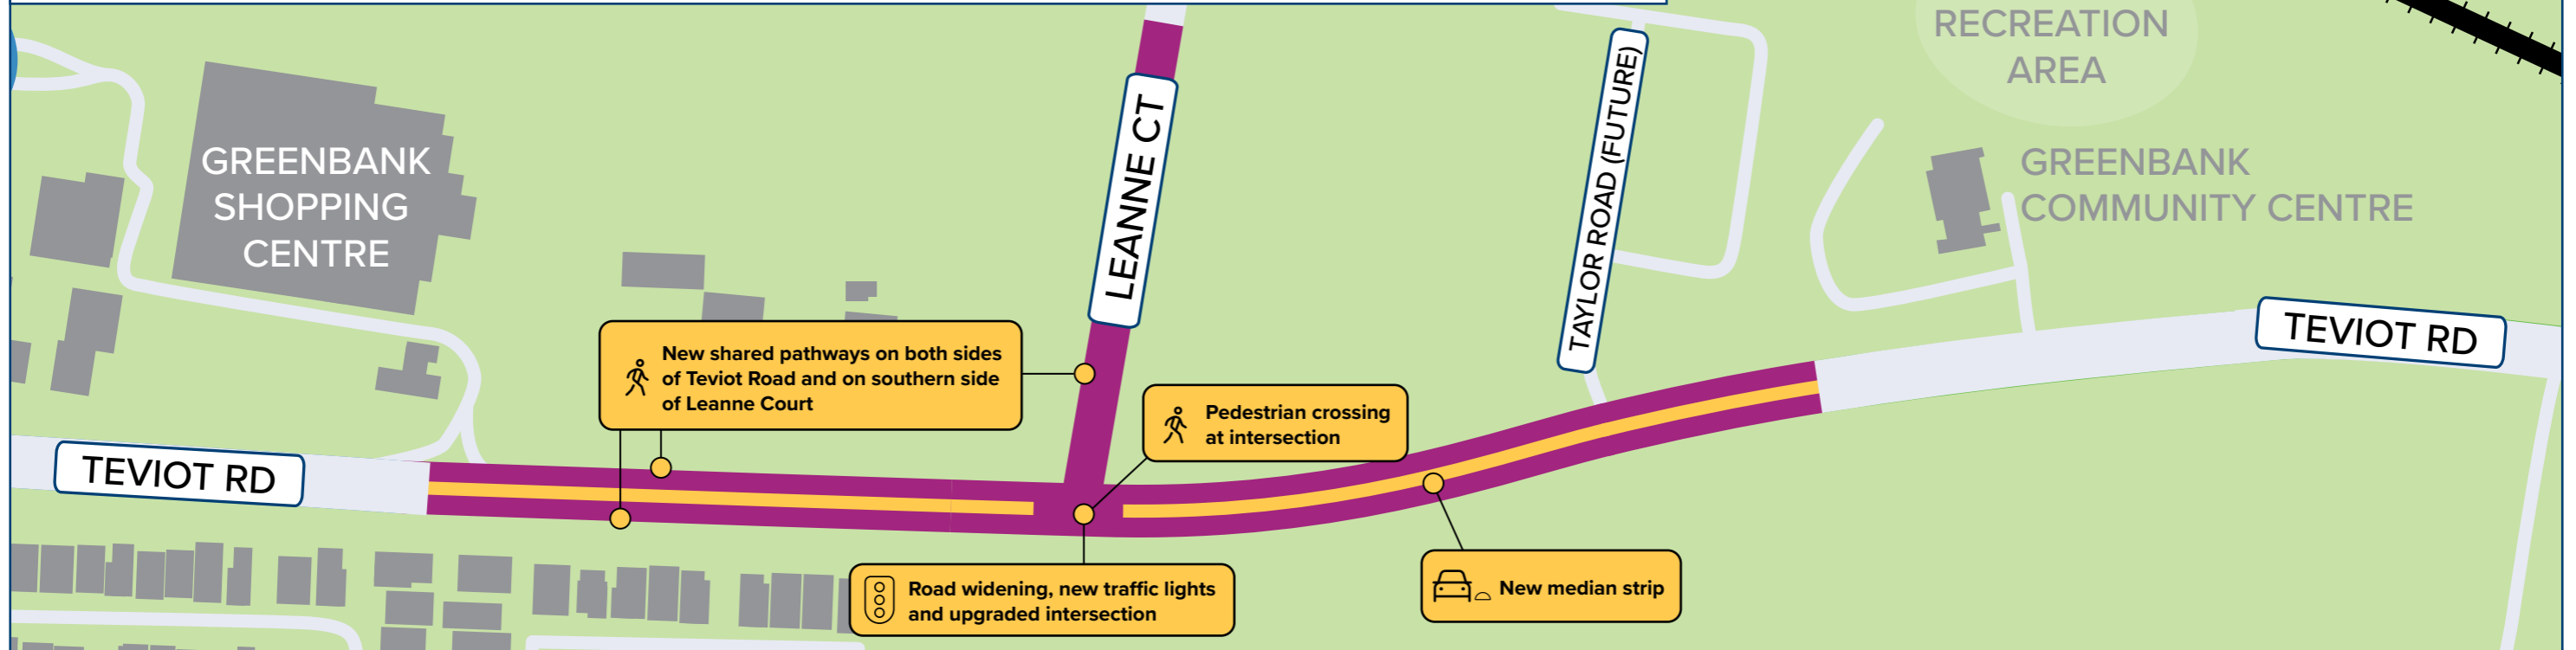 RECREATION
AREA
GREENBANK
SHOPPING
CENTRE
LEANNE CT
TAYLOR ROAD (FUTURE)
GREENBANK
COMMUNITY CENTRE
TEVIOT RD
New shared pathways on both sides
of Teviot Road and on southern side
of Leanne Court
Pedestrian crossing
at intersection
TEVIOT RD
Road widening, new traffic lights
and upgraded intersection
New median strip